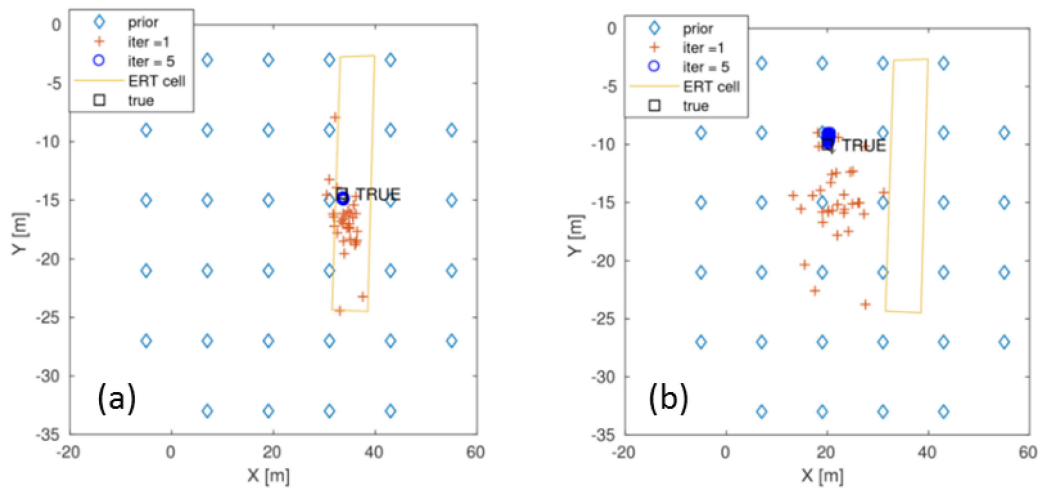 0
-5
-10
-15
-20
-25
-30
-35
Y [m]
-20
0
20
40
60
X [m]
prior
iter =1
iter = 5
ERT cell
true
TRUE
(a)
0
-5
-10
-15
-20
-25
-30
-35
Y [m]
-20
0
20
40
60
X [m]
prior
iter =1
iter = 5
ERT cell
true
TRUE
(b)